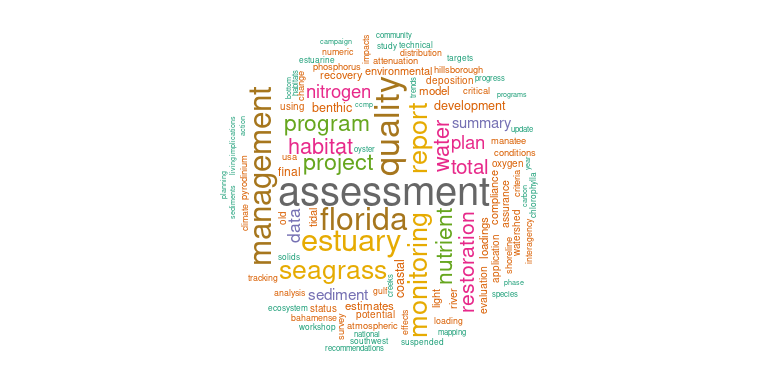 community
campaign
study
technical
numeric
impacts
distribution
estuarine
attenuation
targets
phosphorus
environmental
hillsborough
recovery
deposition
progress
bottom
habitats
change
nitrogen
trends
model
critical
programs
using
benthic
ccmp
quality
report
development
management
action
program
water
summary
update
implications
living
habitat
oyster
plan
manatee
project
total
conditions
usa
oxygen
year
final
planning
pyrodinium
assessment
criteria
carbon
chlorophylla
sediments
compliance
assurance
climate
old
tidal
florida
data
monitoring
nutrient
restoration
loadings
watershed
interagency
estuary
solids
seagrass
coastal
application
shoreline
tracking
creeks
evaluation
phase
analysis
sediment
gulf
light
river
species
ecosystem
status
estimates
bahamense
potential
effects
loading
workshop
survey
atmospheric
national
mapping
southwest
suspended
recommendations